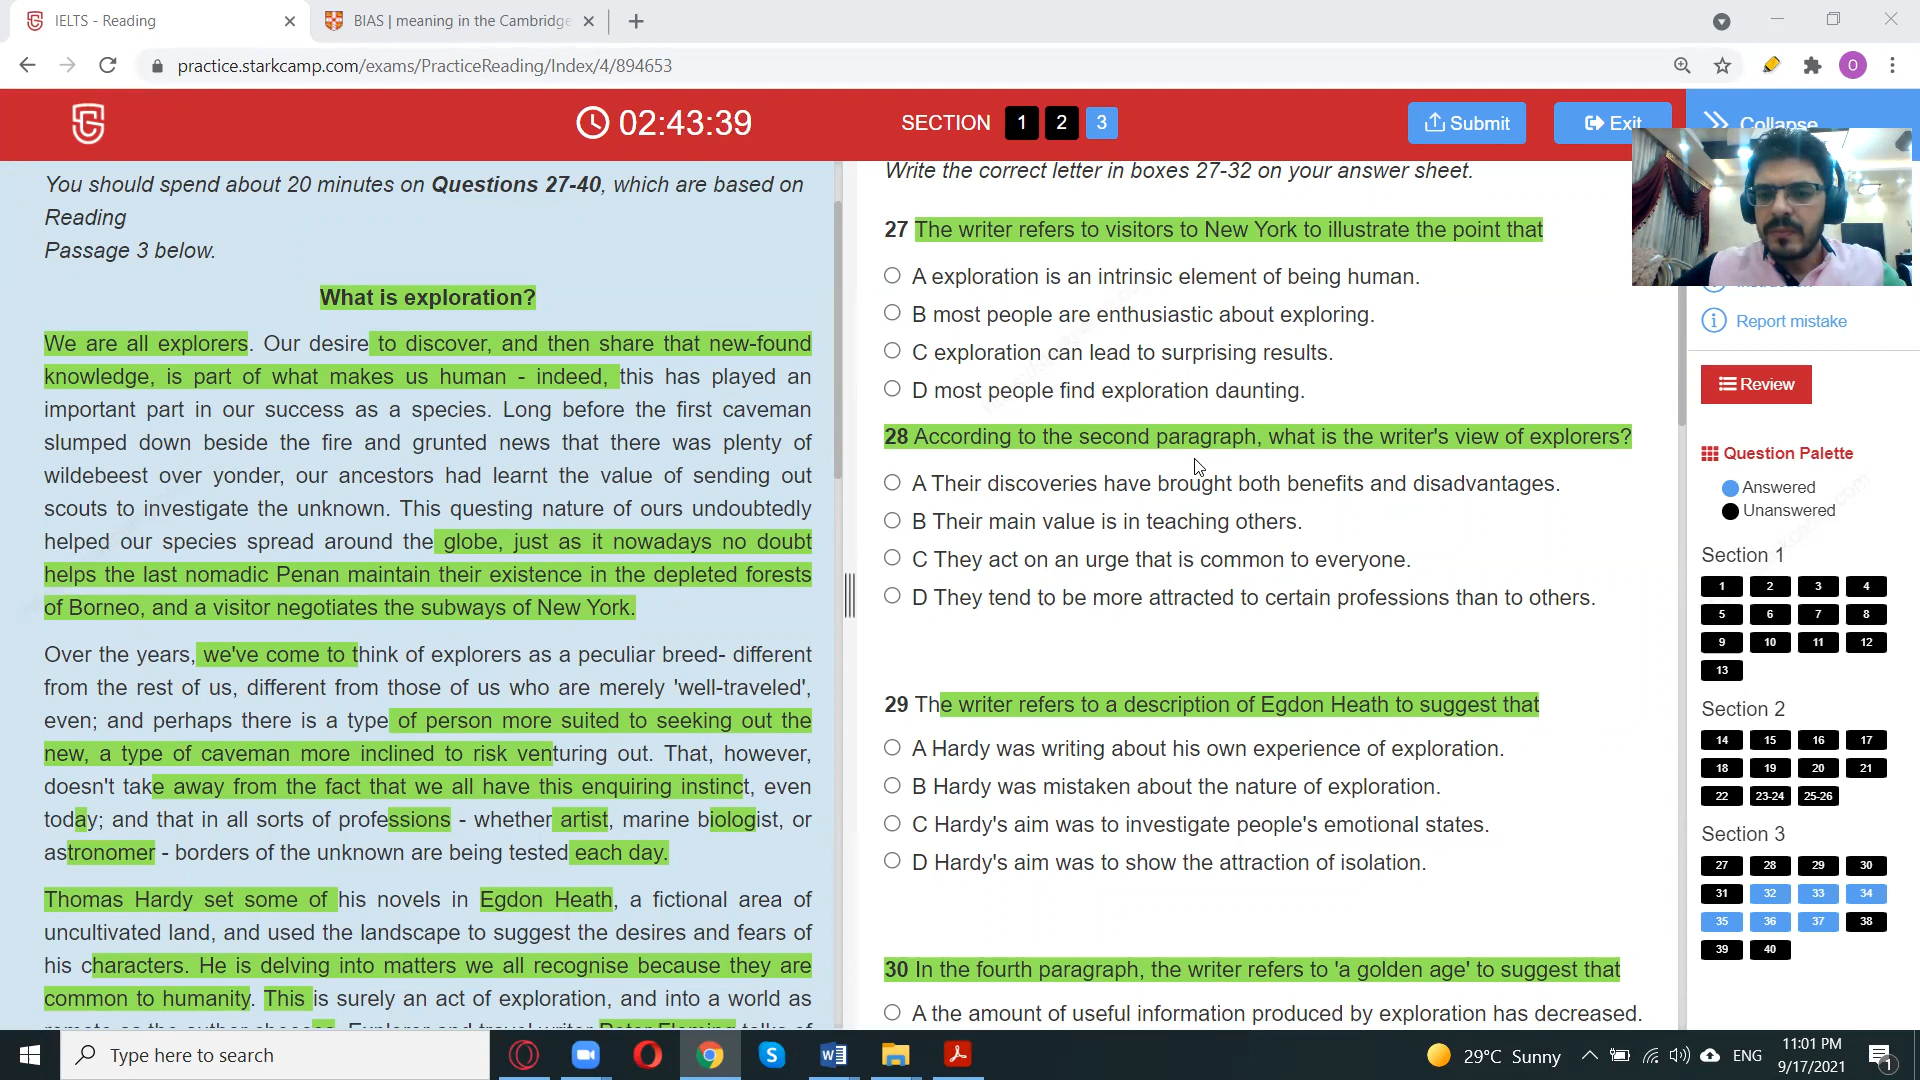 IELTS - Reading
BIAS | meaning in the Cambridge
practice.starkcamp.com/exams/PracticeReading/Index/4/894653
O
02:43:39
SECTION 1 2 3
Submit
Exit
Collapse
You should spend about 20 minutes on Questions 27-40, which are based on
Reading
Passage 3 below.
What is exploration?
We are all explorers. Our desire to discover, and then share that new-found
knowledge, is part of what makes us human - indeed, this has played an
important part in our success as a species. Long before the first caveman
slumped down beside the fire and grunted news that there was plenty of
wildebeest over yonder, our ancestors had learnt the value of sending out
scouts to investigate the unknown. This questing nature of ours undoubtedly
helped our species spread around the globe, just as it nowadays no doubt
helps the last nomadic Penan maintain their existence in the depleted forests
of Borneo, and a visitor negotiates the subways of New York.
Over the years, we've come to think of explorers as a peculiar breed- different
from the rest of us, different from those of us who are merely 'well-traveled',
even; and perhaps there is a type of person more suited to seeking out the
new, a type of caveman more inclined to risk venturing out. That, however,
doesn't take away from the fact that we all have this enquiring instinct, even
today; and that in all sorts of professions - whether artist, marine biologist, or
astronomer - borders of the unknown are being tested each day.
Thomas Hardy set some of his novels in Egdon Heath, a fictional area of
uncultivated land, and used the landscape to suggest the desires and fears of
his characters. He is delving into matters we all recognise because they are
common to humanity. This is surely an act of exploration, and into a world as
remote as the author chooses. Explorer and travel writer Peter Fleming talks of
Write the correct letter in boxes 27-32 on your answer sheet.
27 The writer refers to visitors to New York to illustrate the point that
A exploration is an intrinsic element of being human.
B most people are enthusiastic about exploring.
C exploration can lead to surprising results.
D most people find exploration daunting.
28 According to the second paragraph, what is the writer's view of explorers?
A Their discoveries have brought both benefits and disadvantages.
B Their main value is in teaching others.
C They act on an urge that is common to everyone.
D They tend to be more attracted to certain professions than to others.
29 The writer refers to a description of Egdon Heath to suggest that
A Hardy was writing about his own experience of exploration.
B Hardy was mistaken about the nature of exploration.
C Hardy's aim was to investigate people's emotional states.
D Hardy's aim was to show the attraction of isolation.
30 In the fourth paragraph, the writer refers to 'a golden age' to suggest that
A the amount of useful information produced by exploration has decreased.
Report mistake
Review
Question Palette
Answered
Unanswered
Section 1
1 2 3 4
5 6 7 8
9 10 11 12
13
Section 2
14 15 16 17
18 19 20 21
22 23-24 25-26
Section 3
27 28 29 30
31 32 33 34
35 36 37 38
39 40
Type here to search
29°C Sunny
ENG
11:01 PM
9/17/2021
1